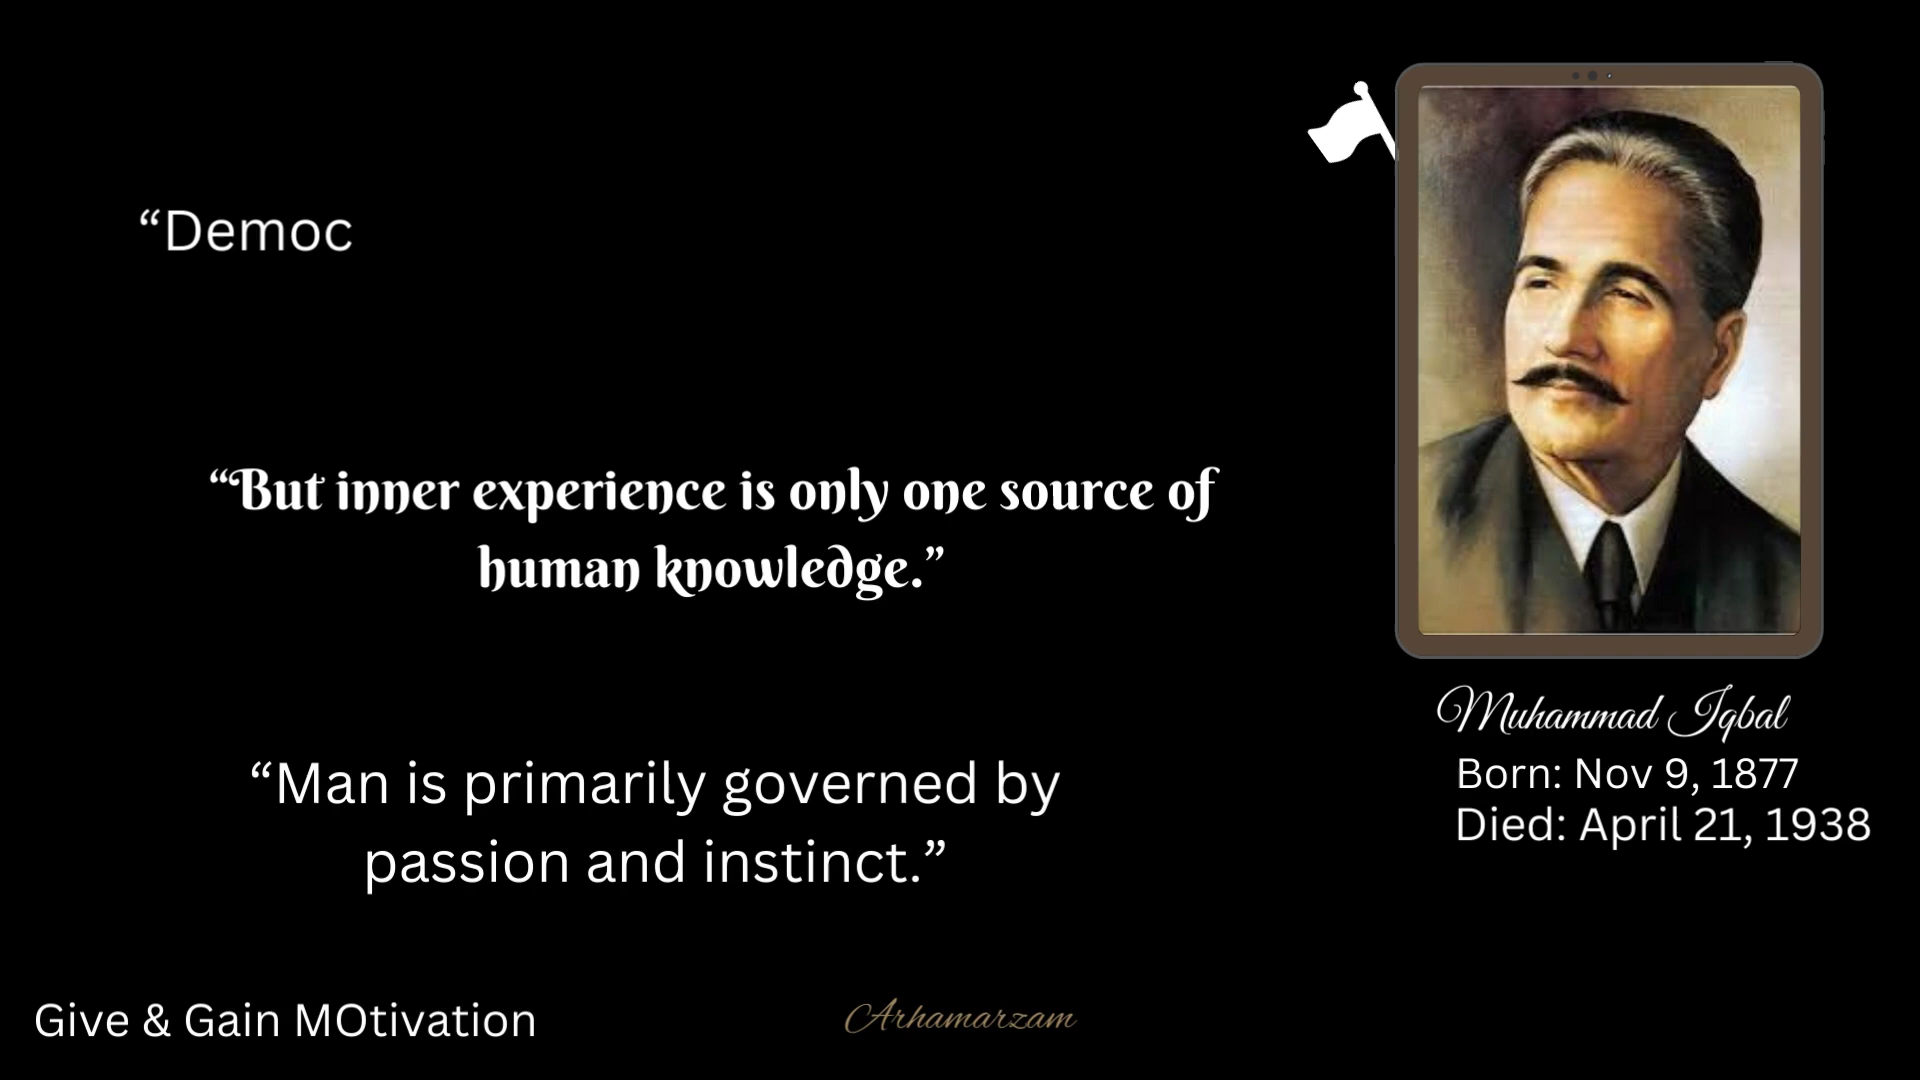 “Democ
“But inner experience is only one source of
human knowledge.”
“Man is primarily governed by
passion and instinct.”
Muhammad Iqbal
Born: Nov 9, 1877
Died: April 21, 1938
Give & Gain MOtivation
Arhamarzam